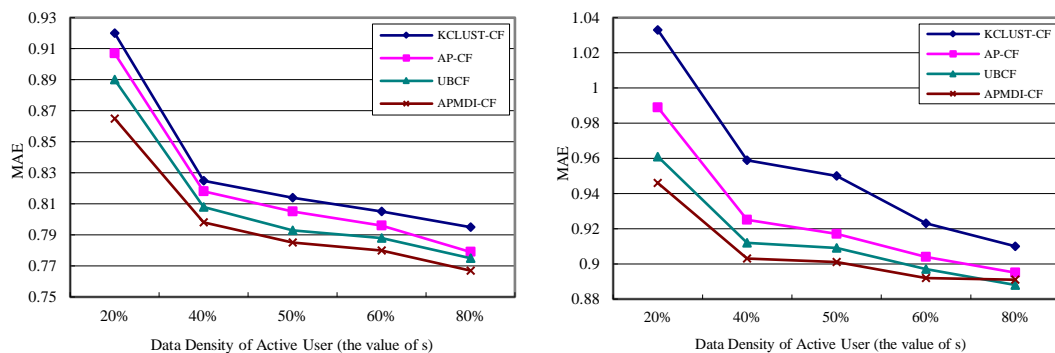 0.93
0.91
0.89
0.87
0.85
0.83
0.81
0.79
0.77
0.75
MAE
KCLUST-CF
AP-CF
UBCF
APMDI-CF
20% 40% 50% 60% 80%
Data Density of Active User (the value of s)
1.04
1.02
1
0.98
0.96
0.94
0.92
0.9
0.88
MAE
KCLUST-CF
AP-CF
UBCF
APMDI-CF
20% 40% 50% 60% 80%
Data Density of Active User (the value of s)